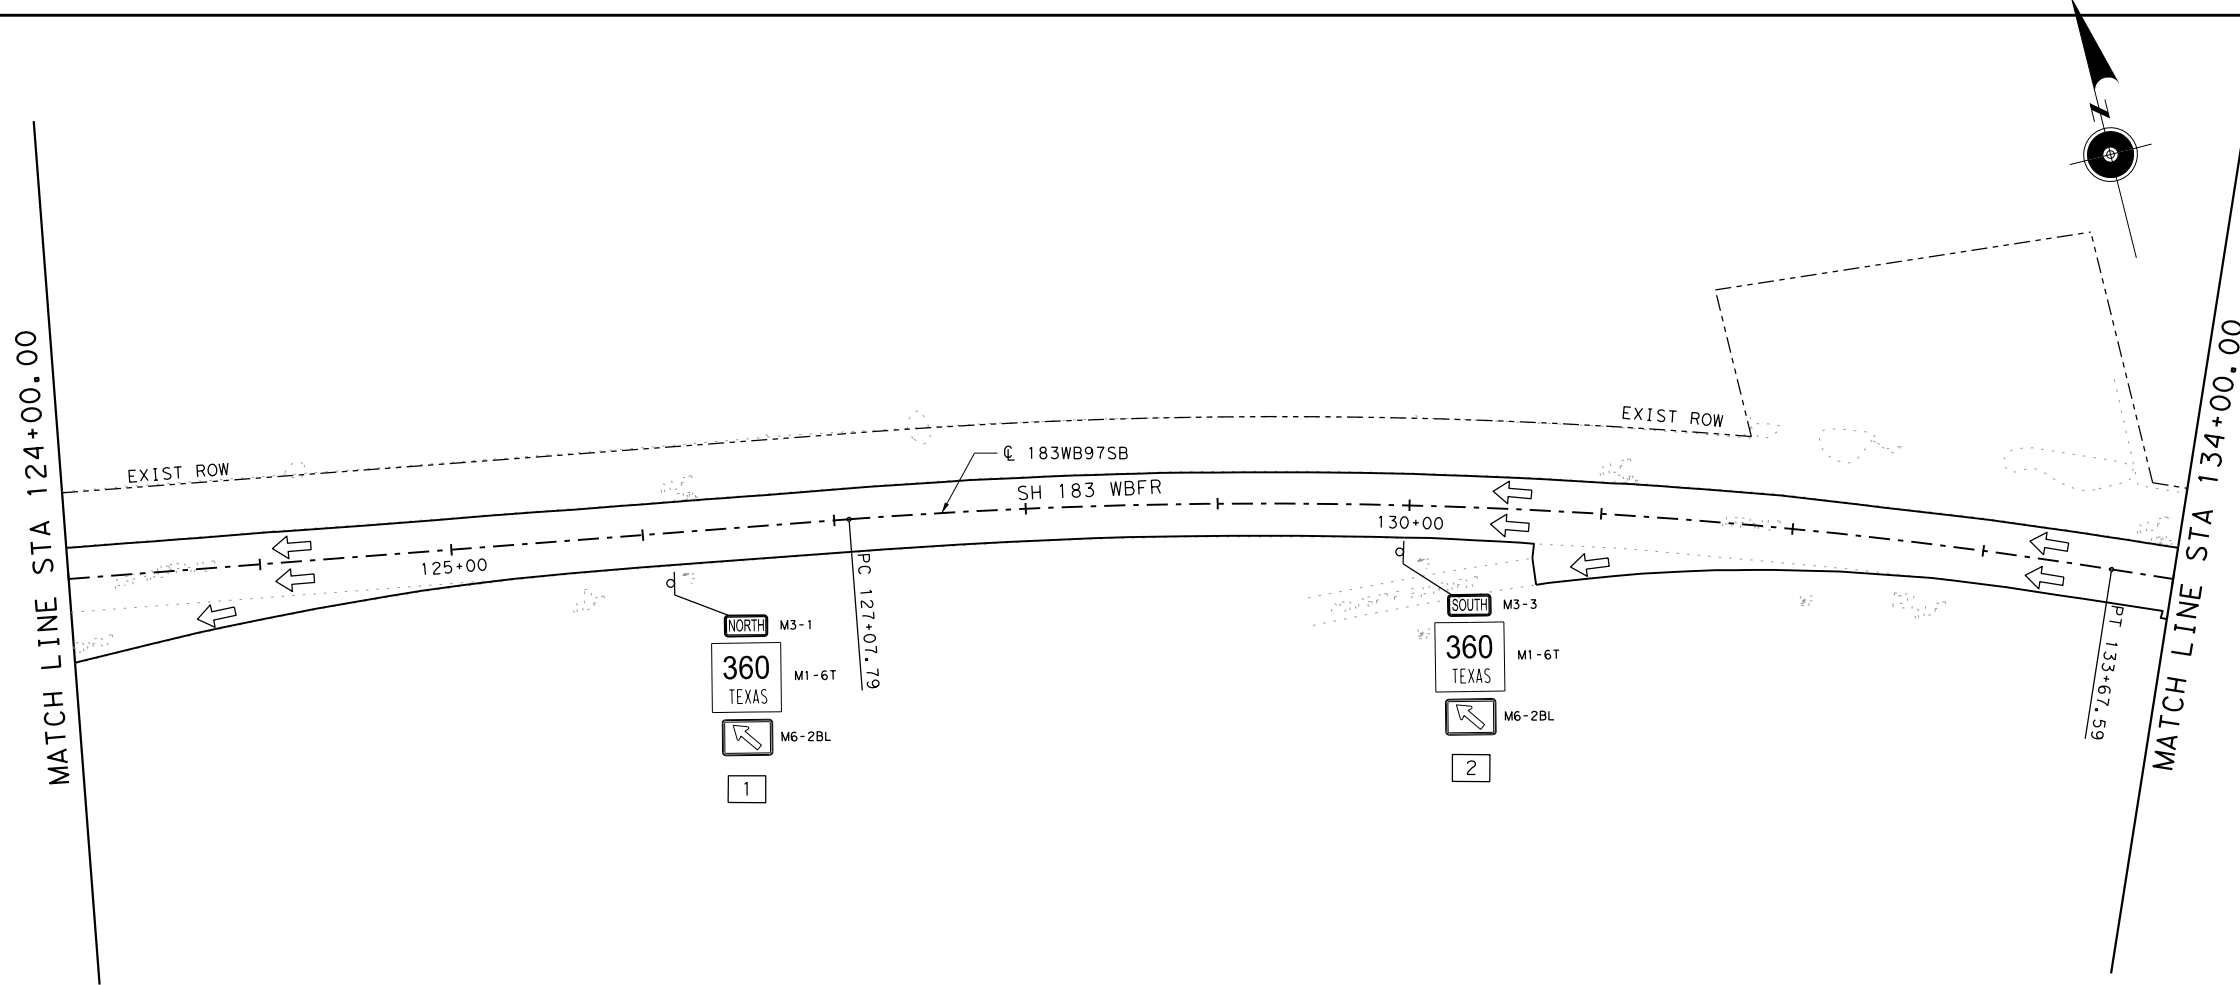 N
MATCH LINE STA 124+00.00
MATCH LINE STA 134+00.00
EXIST ROW
EXIST ROW
℄ 183WB97SB
SH 183 WBFR
125+00
130+00
PC 127+07.79
PT 133+67.59
NORTH M3-1
360
TEXAS
M1-6T
M6-2BL
1
SOUTH M3-3
360
TEXAS
M1-6T
M6-2BL
2